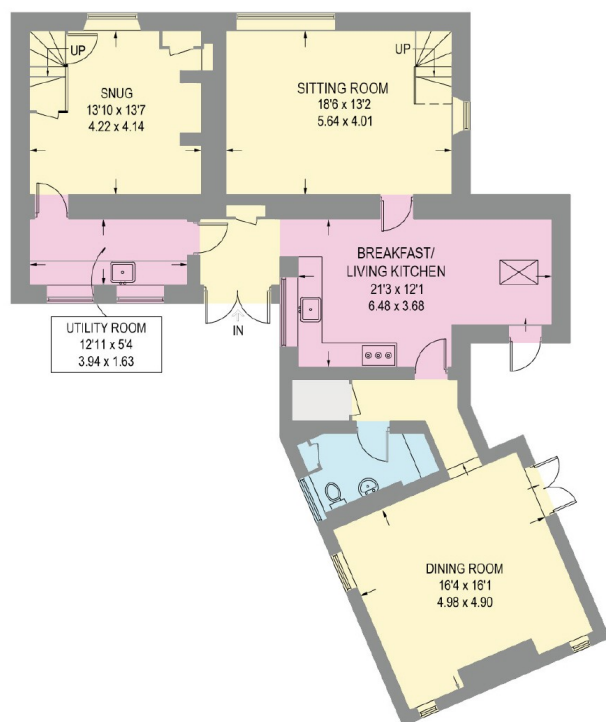 UP
SNUG
13'10 x 13'7
4.22 x 4.14
SITTING ROOM
18'6 x 13'2
5.64 x 4.01
UP
BREAKFAST/
LIVING KITCHEN
21'3 x 12'1
6.48 x 3.68
IN
UTILITY ROOM
12'11 x 5'4
3.94 x 1.63
DINING ROOM
16'4 x 16'1
4.98 x 4.90